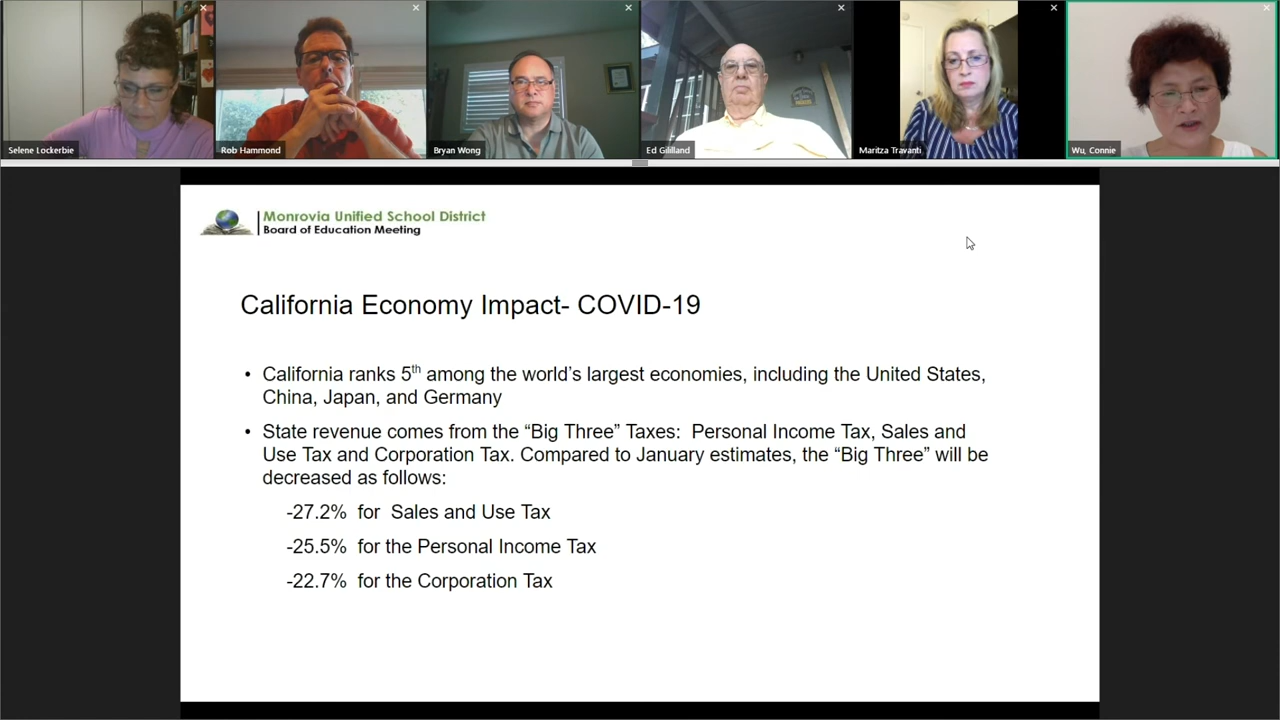 Selene Lockerbie
Rob Hammond
Bryan Wong
Ed Gililland
Maritza Travanti
Wu, Connie
Monrovia Unified School District
Board of Education Meeting
California Economy Impact- COVID-19
• California ranks 5th among the world’s largest economies, including the United States,
China, Japan, and Germany
• State revenue comes from the “Big Three” Taxes:  Personal Income Tax, Sales and
Use Tax and Corporation Tax. Compared to January estimates, the “Big Three” will be
decreased as follows:
-27.2%  for  Sales and Use Tax
-25.5%  for the Personal Income Tax
-22.7%  for the Corporation Tax